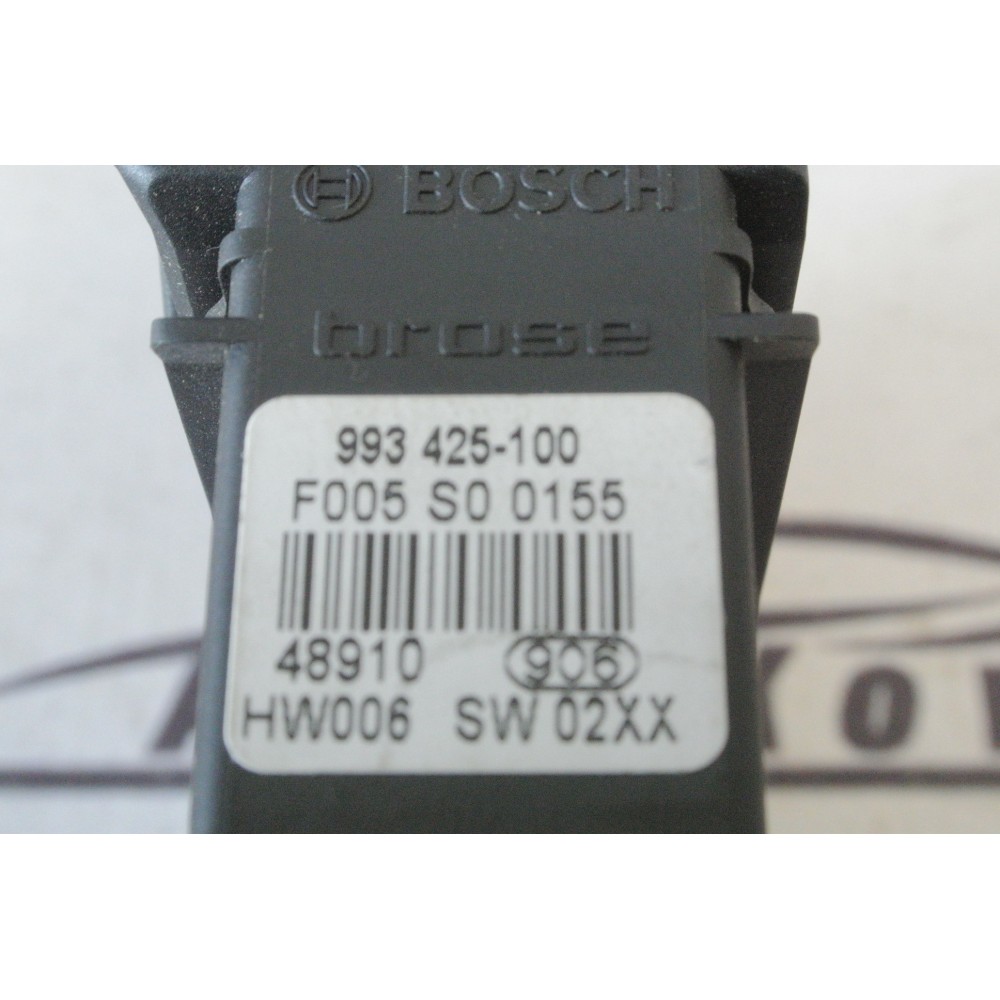 BOSCH
brose
993 425-100
F005 S0 0155
48910 906
HW006 SW 02XX